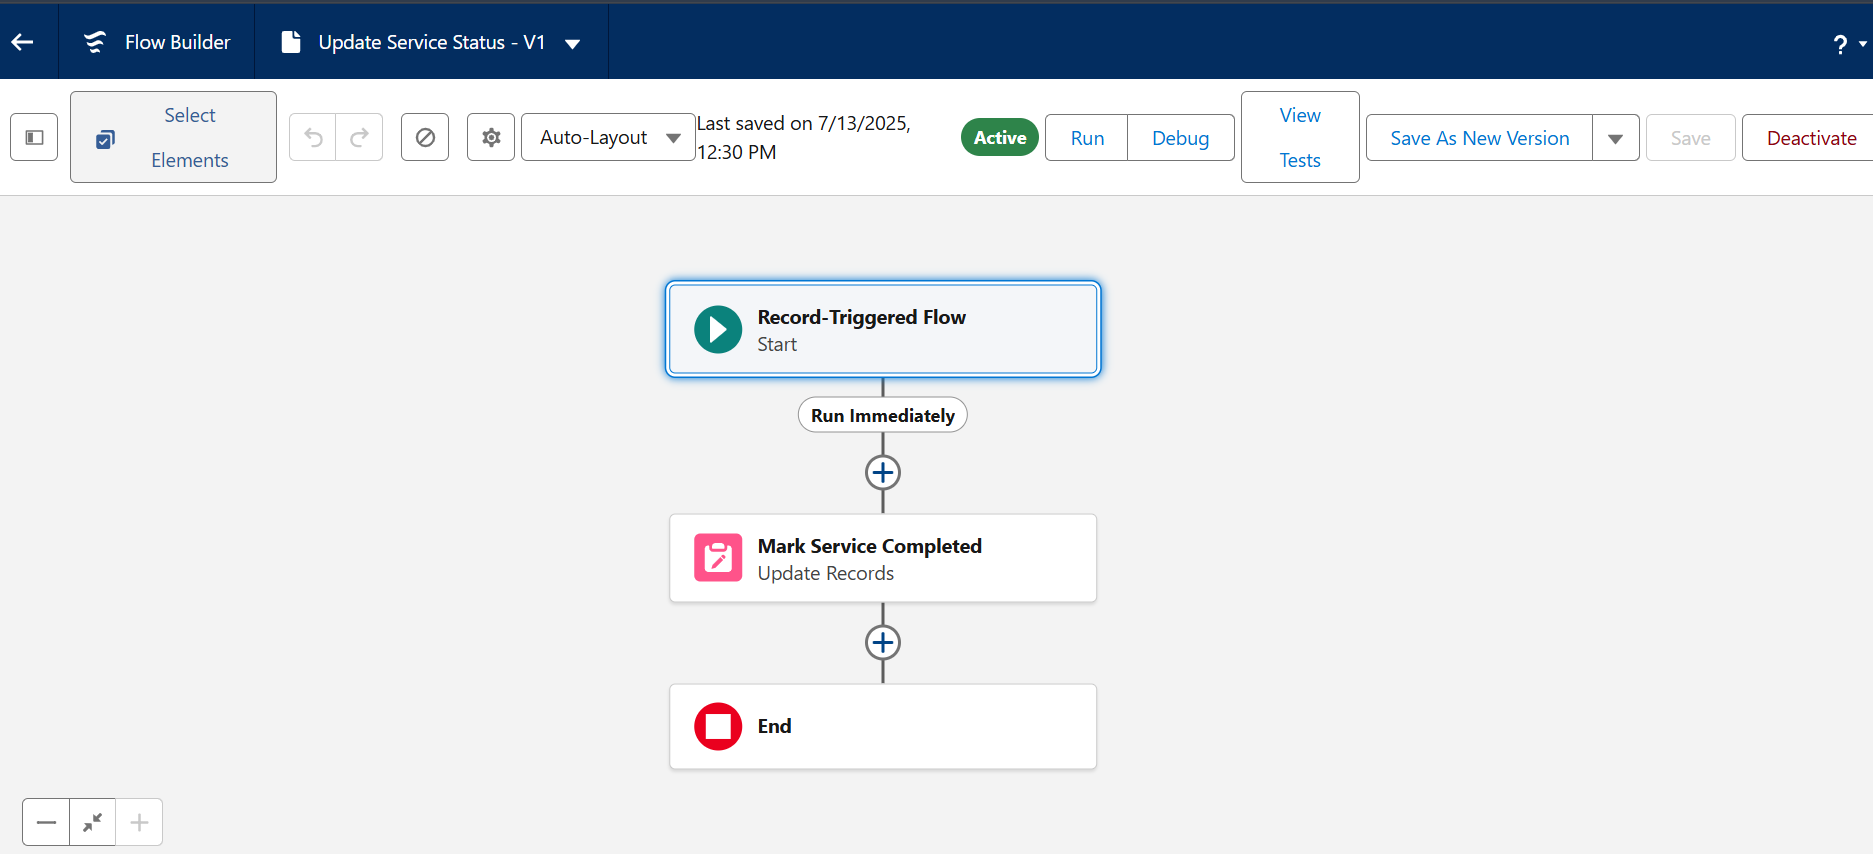 Flow Builder
Update Service Status - V1
?
Select
Elements
Auto-Layout
Last saved on 7/13/2025,
12:30 PM
Active
Run
Debug
View
Tests
Save As New Version
Save
Deactivate
Record-Triggered Flow
Start
Run Immediately
Mark Service Completed
Update Records
End